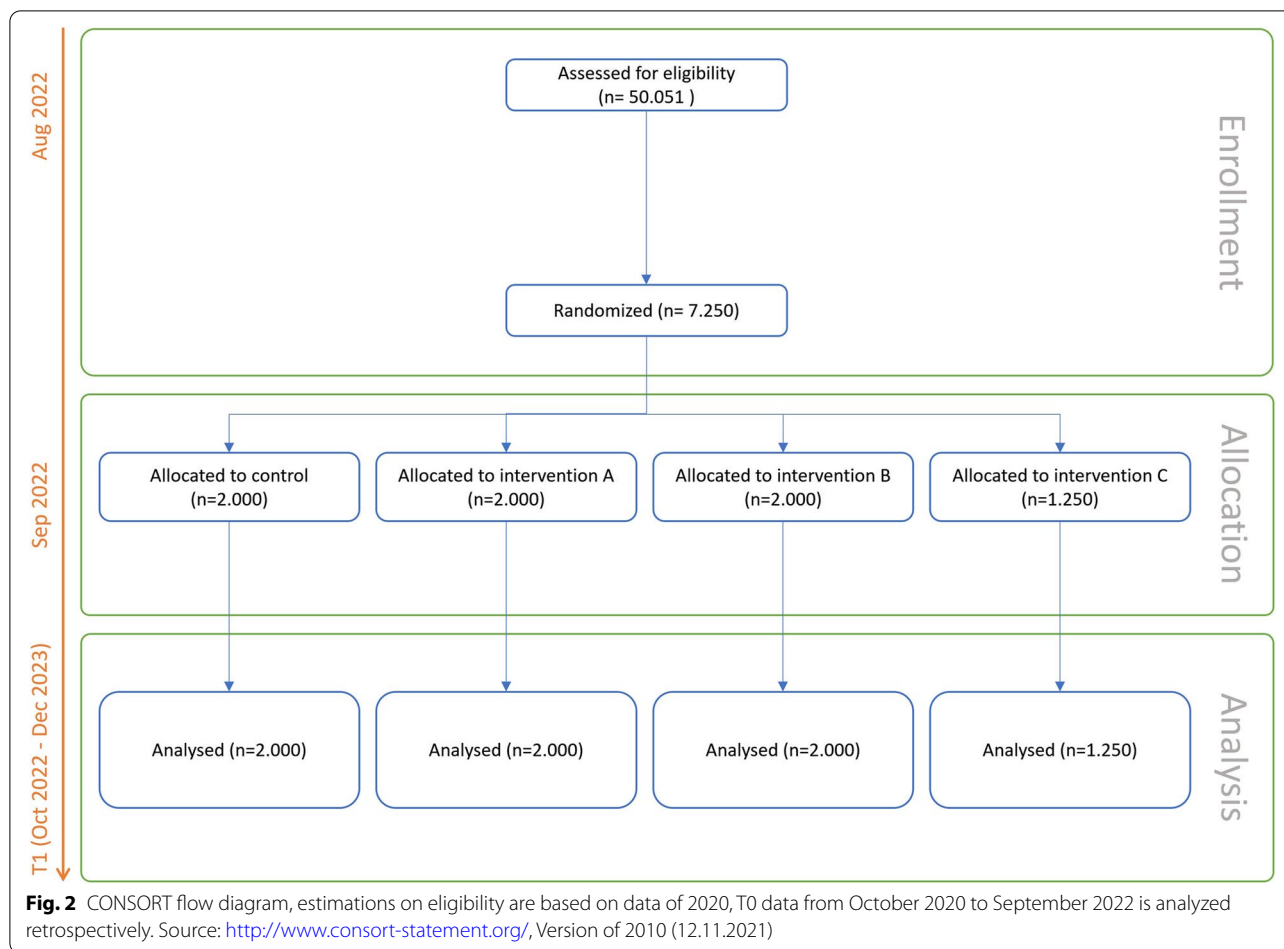 Aug 2022
Assessed for eligibility
(n= 50.051 )
Randomized (n= 7.250)
Enrollment
Sep 2022
Allocated to control
(n=2.000)
Allocated to intervention A
(n=2.000)
Allocated to intervention B
(n=2.000)
Allocated to intervention C
(n=1.250)
Allocation
T1 (Oct 2022 - Dec 2023)
Analysed (n=2.000)
Analysed (n=2.000)
Analysed (n=2.000)
Analysed (n=1.250)
Analysis
Fig. 2 CONSORT flow diagram, estimations on eligibility are based on data of 2020, T0 data from October 2020 to September 2022 is analyzed
retrospectively. Source: http://www.consort-statement.org/, Version of 2010 (12.11.2021)